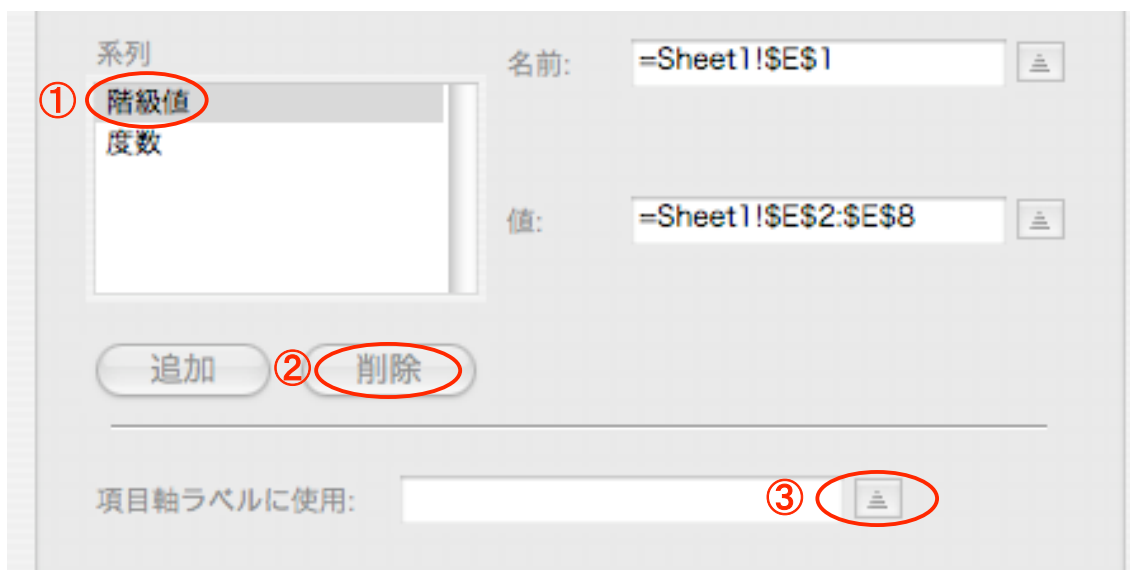 系列
名前: =Sheet1!$E$1
① 階級値
度数
値: =Sheet1!$E$2:$E$8
追加 ② 削除
項目軸ラベルに使用: ③